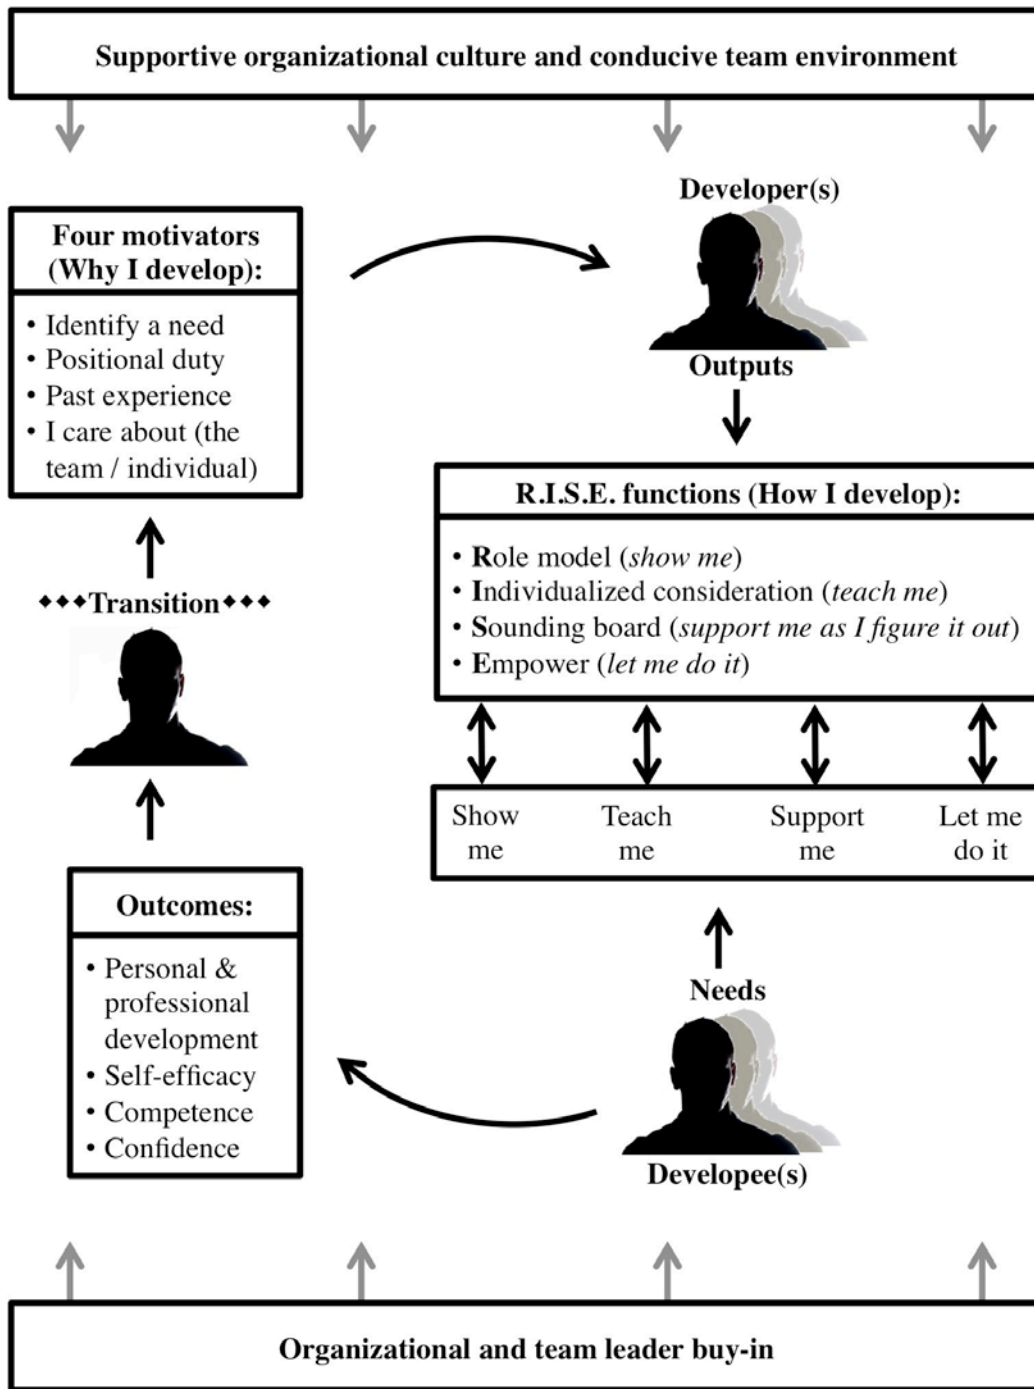 Supportive organizational culture and conducive team environment
Four motivators
(Why I develop):
• Identify a need
• Positional duty
• Past experience
• I care about (the
team / individual)
Developer(s)
Outputs
R.I.S.E. functions (How I develop):
• Role model (show me)
• Individualized consideration (teach me)
• Sounding board (support me as I figure it out)
• Empower (let me do it)
Show
me
Teach
me
Support
me
Let me
do it
Needs
Developee(s)
Outcomes:
• Personal &
professional
development
• Self-efficacy
• Competence
• Confidence
Transition
Organizational and team leader buy-in